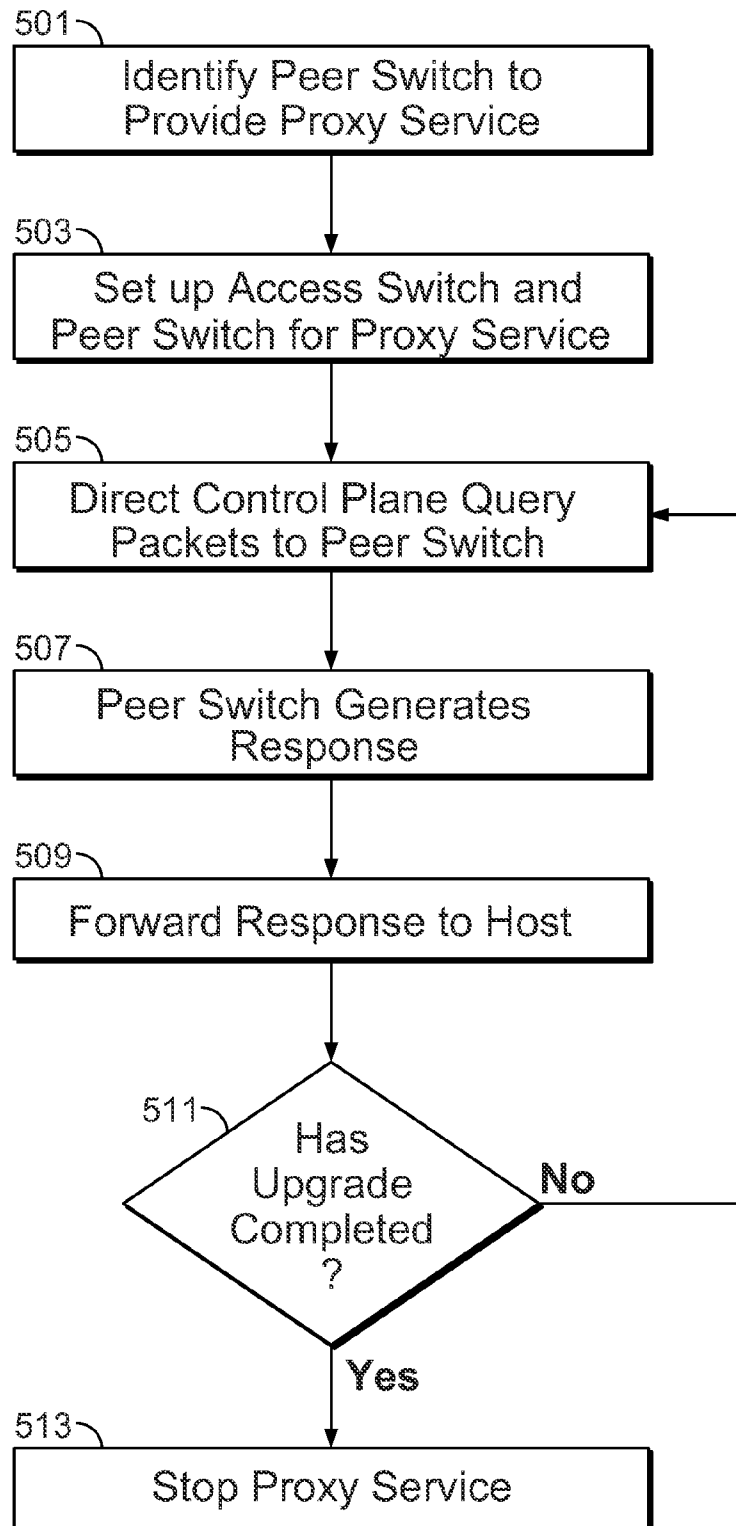 501
Identify Peer Switch to
Provide Proxy Service
503
Set up Access Switch and
Peer Switch for Proxy Service
505
Direct Control Plane Query
Packets to Peer Switch
507
Peer Switch Generates
Response
509
Forward Response to Host
511
Has
Upgrade
Completed
?
No
Yes
513
Stop Proxy Service